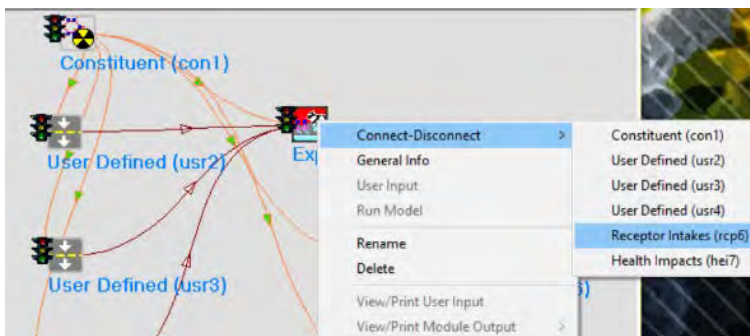 Constituent (con1)
User Defined (usr2)
User Defined (usr3)
Connect-Disconnect
General Info
User Input
Run Model
Rename
Delete
View/Print User Input
View/Print Module Output
Constituent (con1)
User Defined (usr2)
User Defined (usr3)
User Defined (usr4)
Receptor Intakes (rcp6)
Health Impacts (hei7)